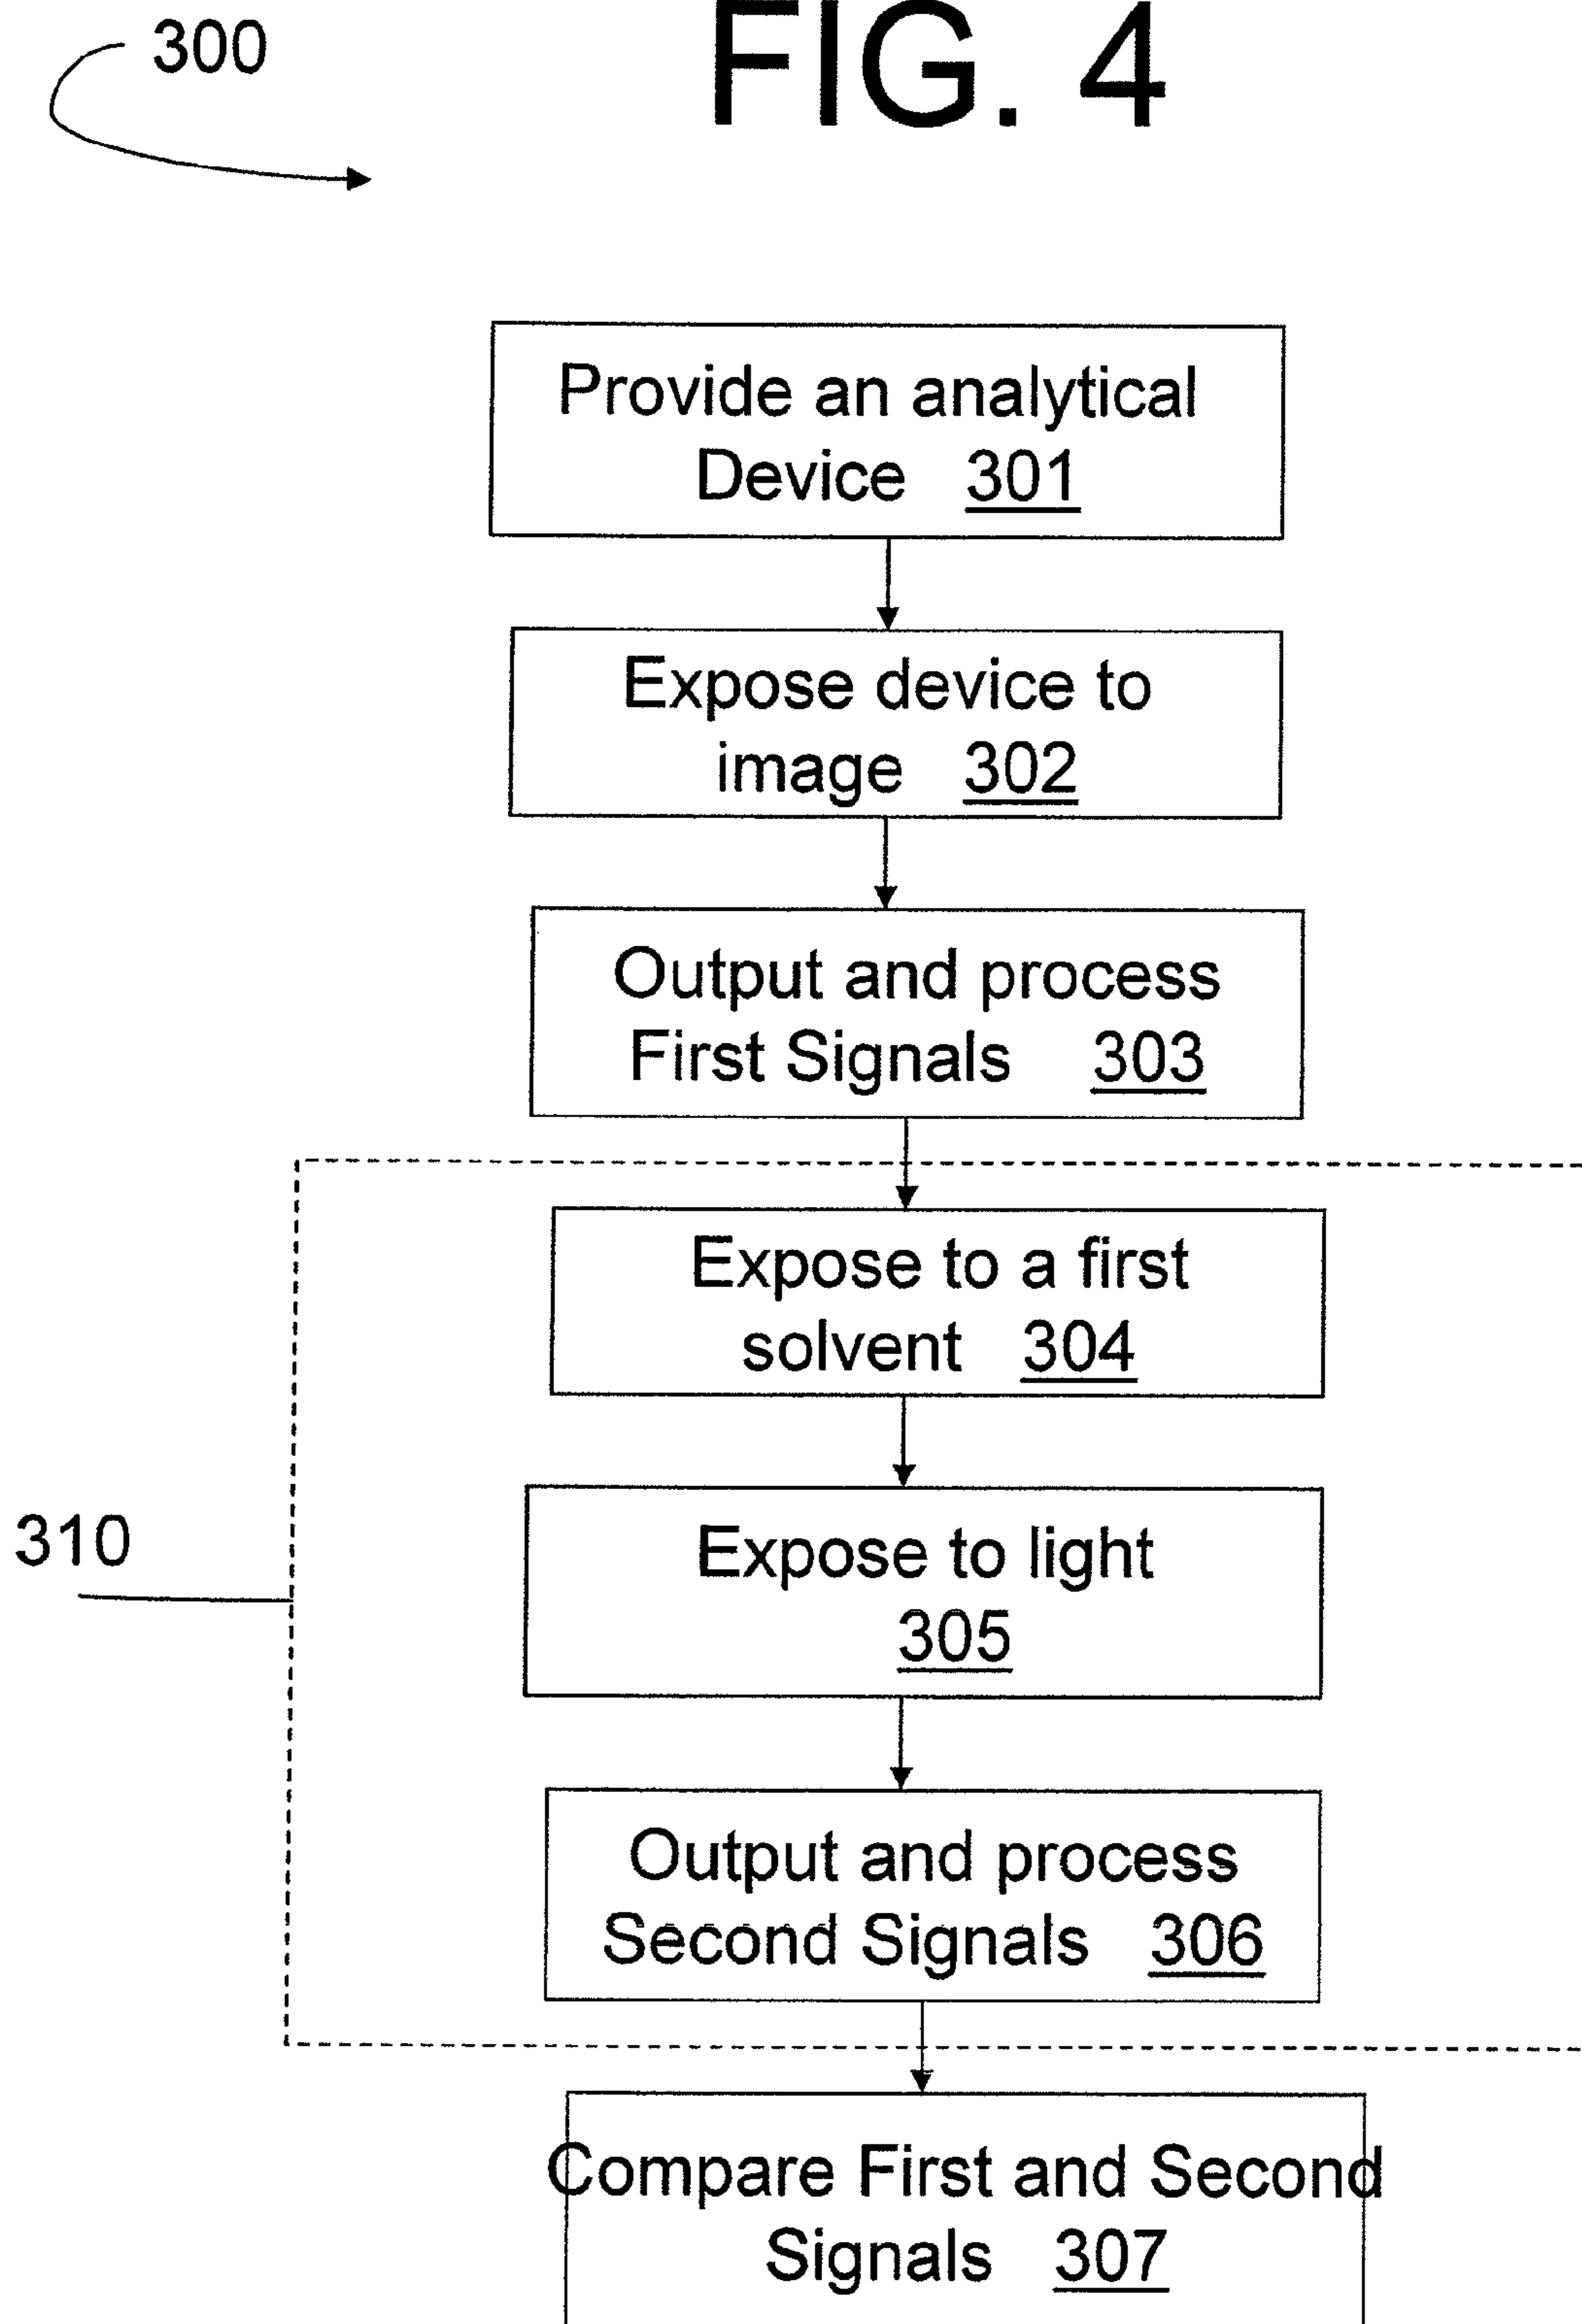 300
FIG. 4
Provide an analytical
Device 301
Expose device to
image 302
Output and process
First Signals 303
Expose to a first
solvent 304
310
Expose to light
305
Output and process
Second Signals 306
Compare First and Second
Signals 307